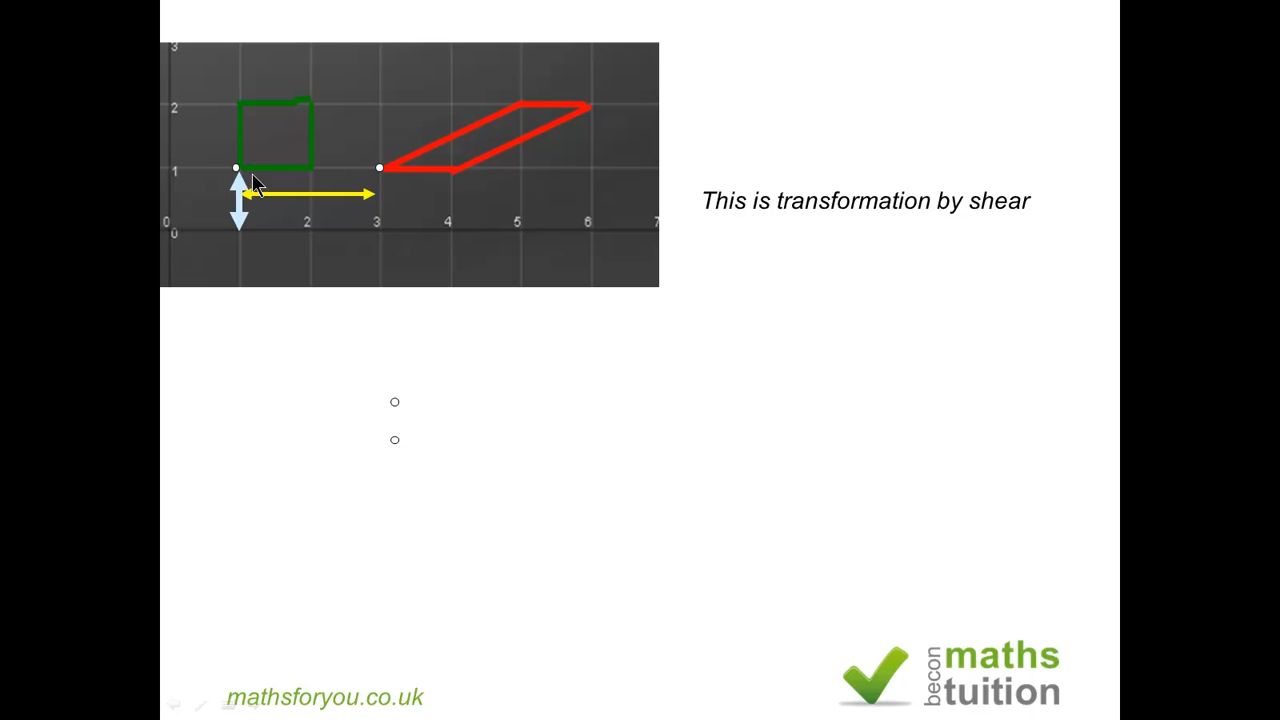 3
2
1
0 2 3 4 5 6 7
0
This is transformation by shear
mathsforyou.co.uk
becon
maths
tuition